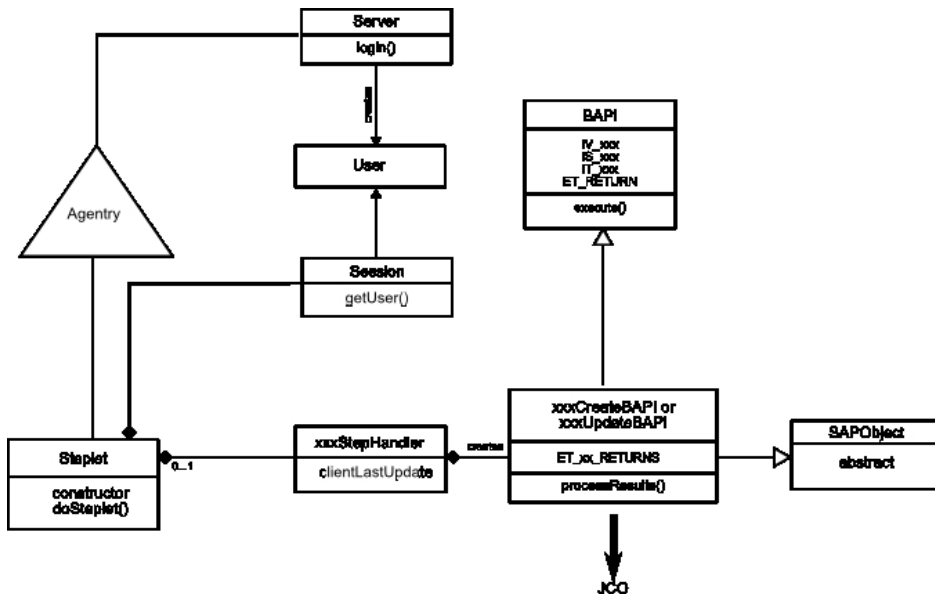 Server
login()
creates
User
Agentry
Session
getUser()
BAPI
IV_xxx
IS_xxx
IT_xxx
ET_RETURN
execute()
Steplet
constructor
doSteplet()
0...1
xxxStepHandler
clientLastUpdate
creates
xxxCreateBAPI or
xxxUpdateBAPI
ET_xx_RETURNS
processResults()
SAPObject
abstract
JCO